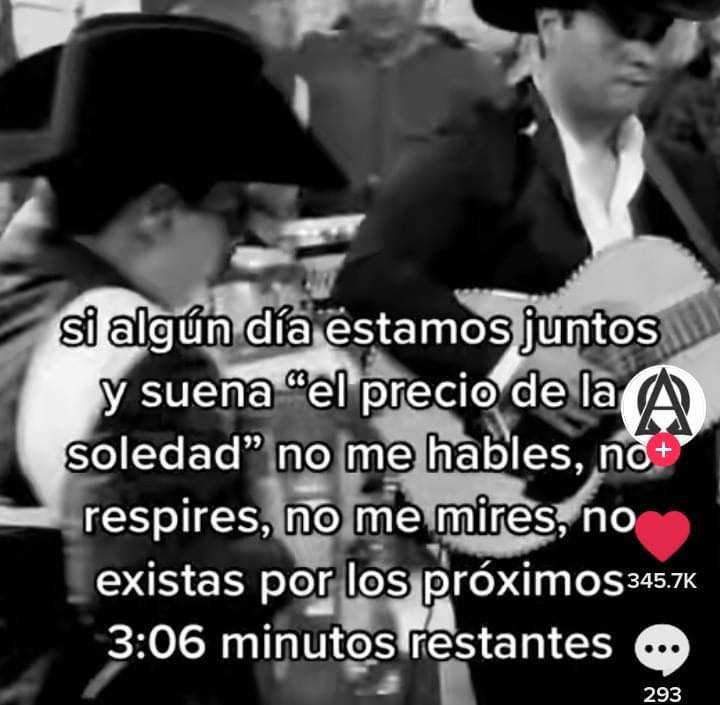 si algún día estamos juntos
y suena “el precio de la
soledad” no me hables, no
respires, no me mires, no
existas por los próximos
3:06 minutos restantes
345.7K
293